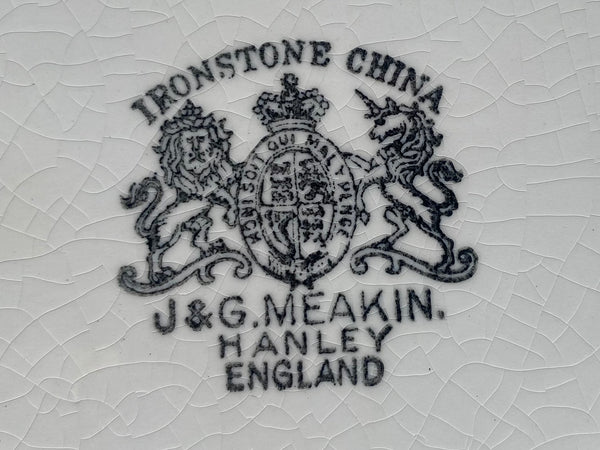 IRONSTONE CHINA
HONI SOIT QUI MAL Y PENSE
J & G. MEAKIN.
HANLEY
ENGLAND